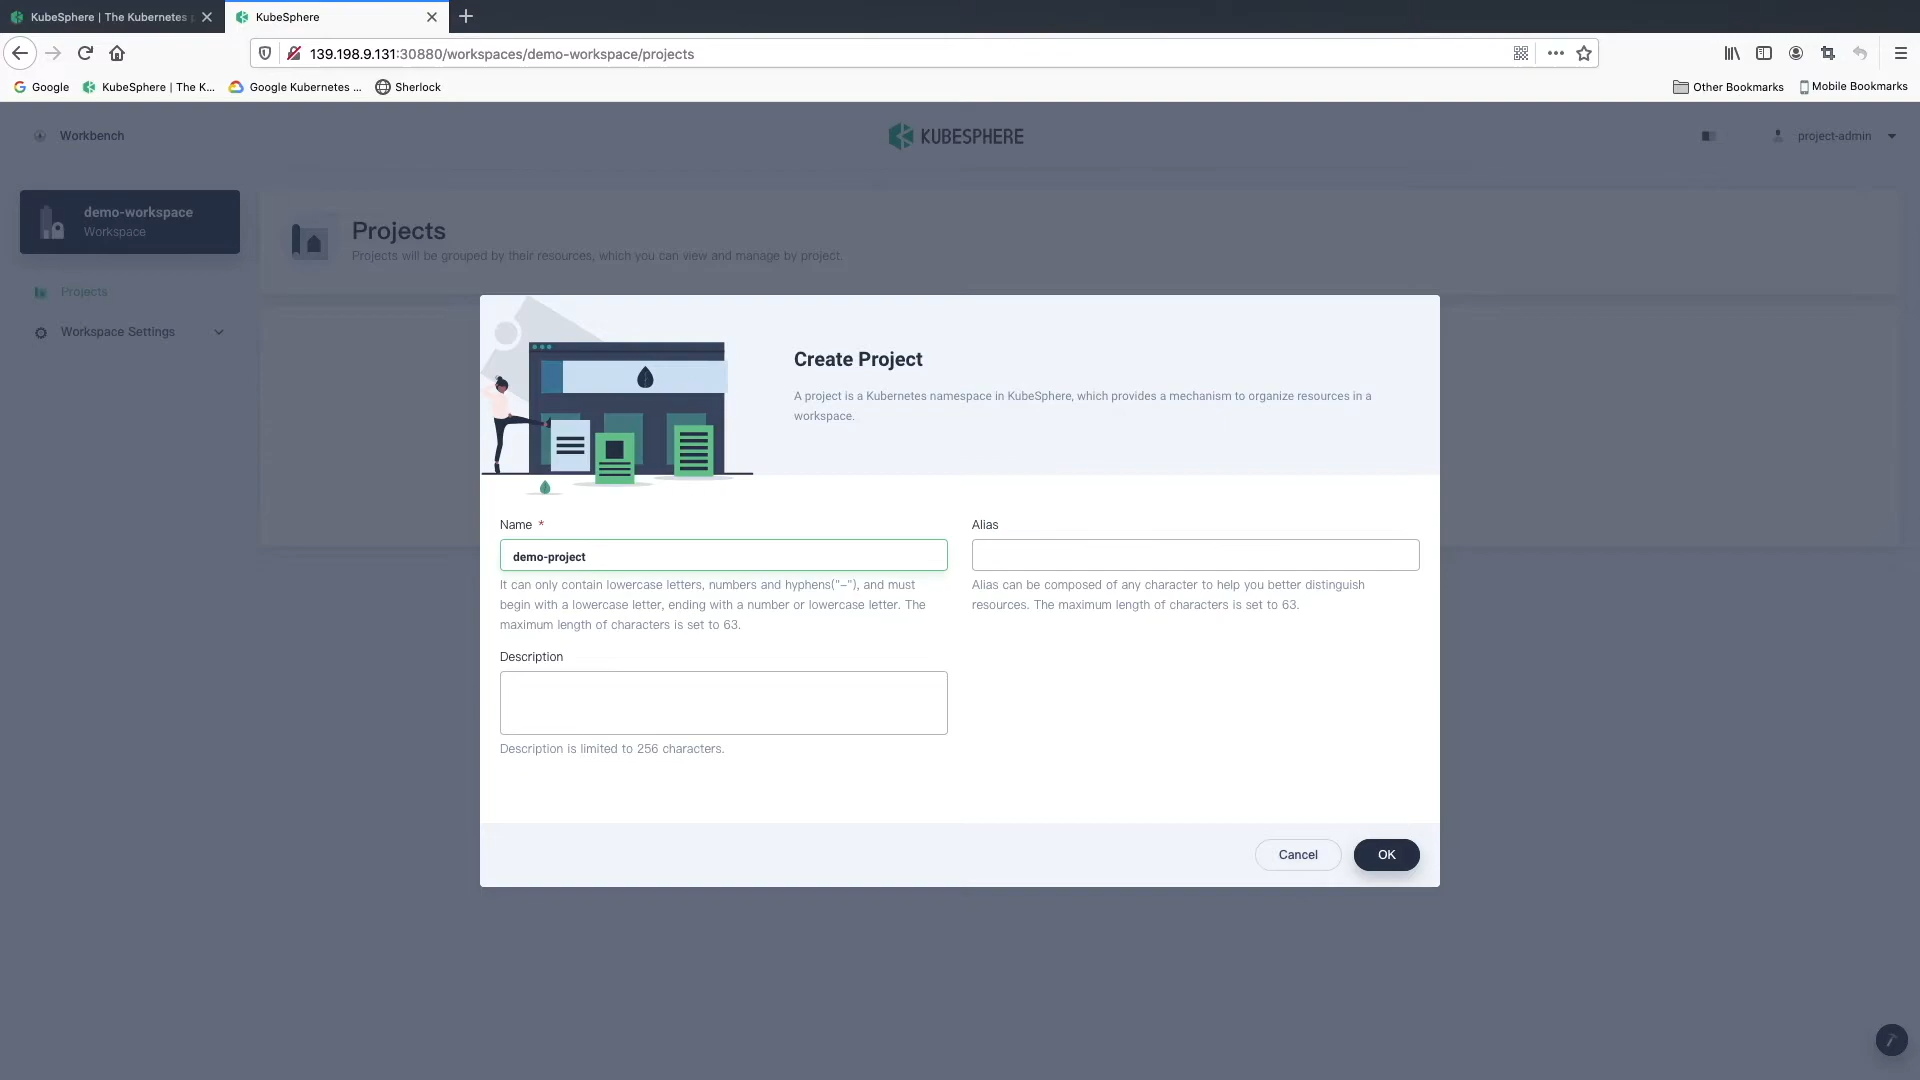 KubeSphere | The Kubernetes
KubeSphere
139.198.9.131:30880/workspaces/demo-workspace/projects
Google
KubeSphere | The K...
Google Kubernetes ...
Sherlock
Other Bookmarks
Mobile Bookmarks
Workbench
KUBESPHERE
project-admin
demo-workspace
Workspace
Projects
Workspace Settings
Projects
Projects will be grouped by their resources, which you can view and manage by project.
Create Project
A project is a Kubernetes namespace in KubeSphere, which provides a mechanism to organize resources in a
workspace.
Name *
demo-project
It can only contain lowercase letters, numbers and hyphens("-"), and must
begin with a lowercase letter, ending with a number or lowercase letter. The
maximum length of characters is set to 63.
Alias
Alias can be composed of any character to help you better distinguish
resources. The maximum length of characters is set to 63.
Description
Description is limited to 256 characters.
Cancel
OK